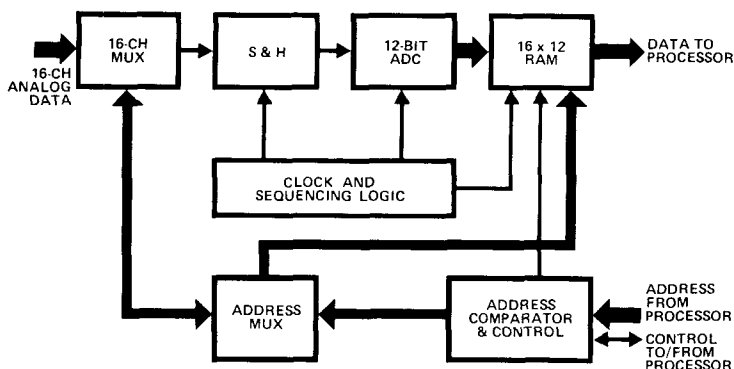 16-CH
MUX
S & H
12-BIT
ADC
16 x 12
RAM
DATA TO
PROCESSOR
16-CH
ANALOG
DATA
CLOCK AND
SEQUENCING LOGIC
ADDRESS
MUX
ADDRESS
COMPARATOR
& CONTROL
ADDRESS
FROM
PROCESSOR
CONTROL
TO/FROM
PROCESSOR